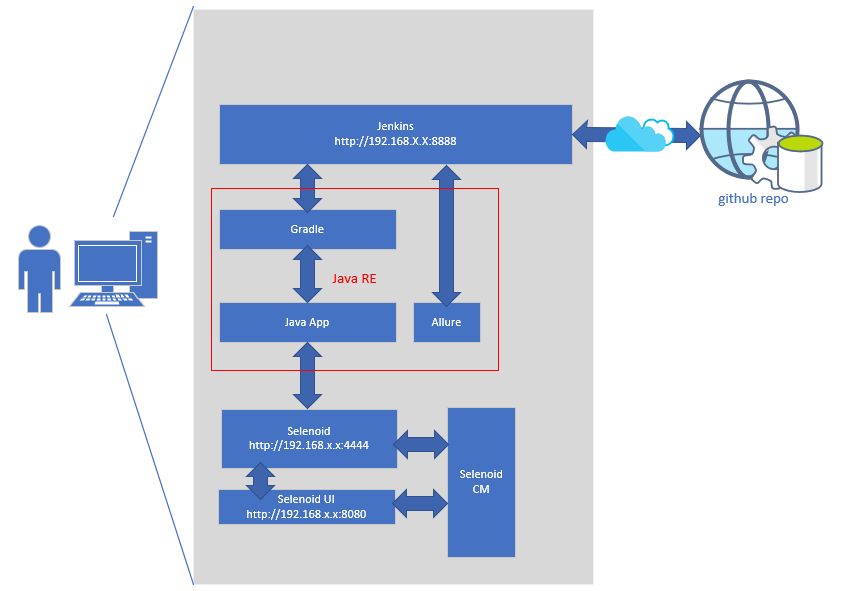 Jenkins
http://192.168.X.X:8888
github repo
Gradle
Java RE
Java App
Allure
Selenoid
http://192.168.x.x:4444
Selenoid
CM
Selenoid UI
http://192.168.x.x:8080